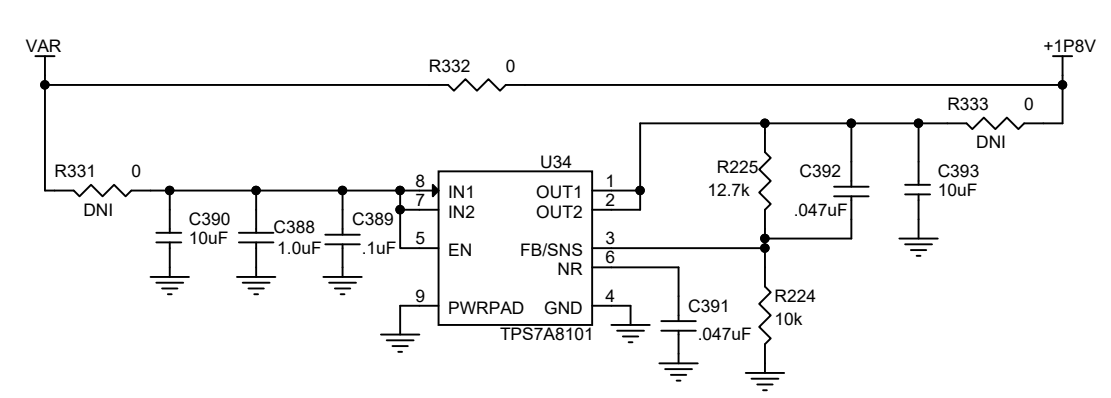 VAR
+1P8V
R332 0
R333 0
DNI
R331 0
DNI
U34
8 IN1
7 IN2
5 EN
9 PWRPAD
OUT1 1
OUT2 2
FB/SNS 3
NR 6
GND 4
TPS7A8101
C390
10uF
C388
1.0uF
C389
.1uF
R225
12.7k
C392
.047uF
C393
10uF
C391
.047uF
R224
10k